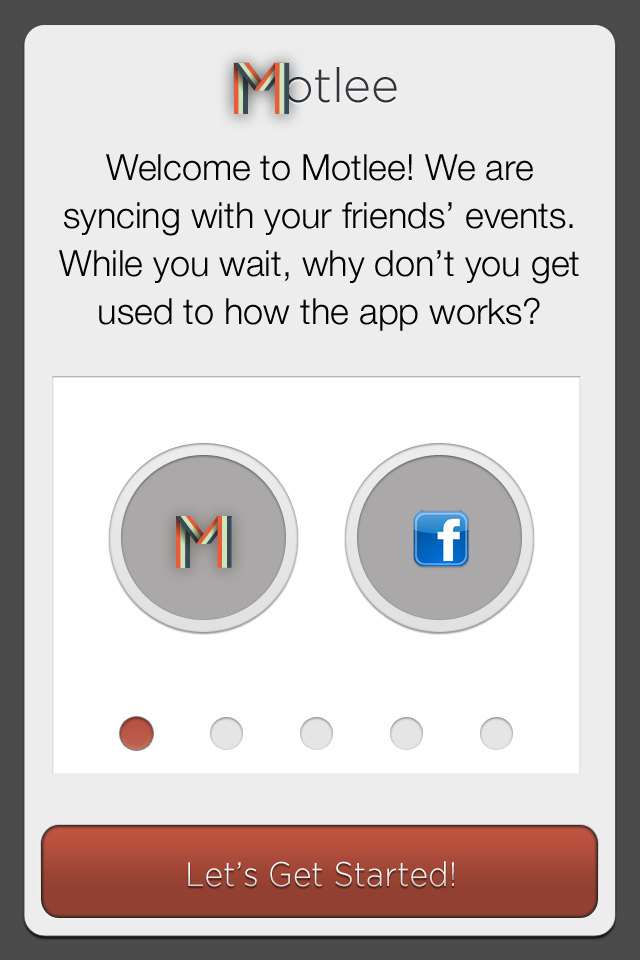 Motlee
Welcome to Motlee! We are
syncing with your friends’ events.
While you wait, why don’t you get
used to how the app works?
M f
Let’s Get Started!